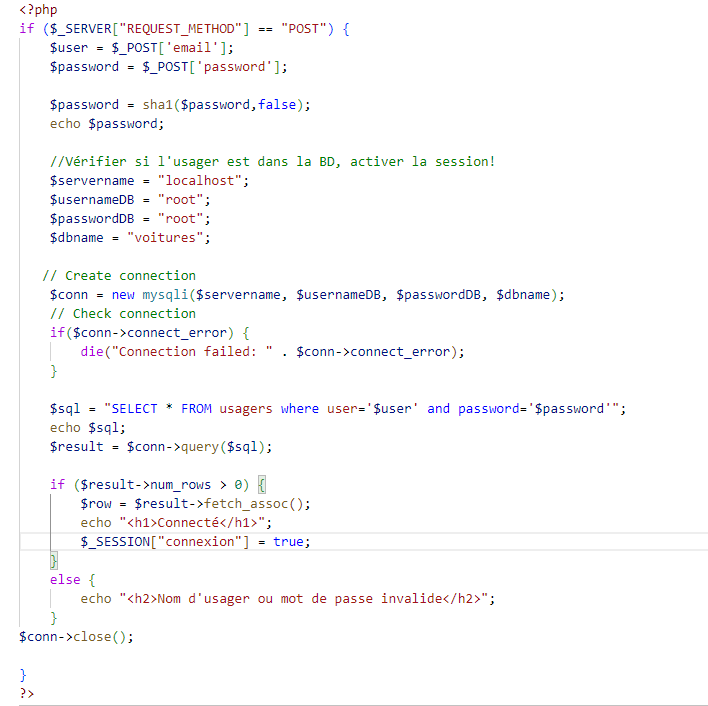 <?php
if ($_SERVER["REQUEST_METHOD"] == "POST") {
    $user = $_POST['email'];
    $password = $_POST['password'];

    $password = sha1($password,false);
    echo $password;

    //Vérifier si l'usager est dans la BD, activer la session!
    $servername = "localhost";
    $usernameDB = "root";
    $passwordDB = "root";
    $dbname = "voitures";

   // Create connection
    $conn = new mysqli($servername, $usernameDB, $passwordDB, $dbname);
    // Check connection
    if($conn->connect_error) {
        die("Connection failed: " . $conn->connect_error);
    }

    $sql = "SELECT * FROM usagers where user='$user' and password='$password'";
    echo $sql;
    $result = $conn->query($sql);

    if ($result->num_rows > 0) {
        $row = $result->fetch_assoc();
        echo "<h1>Connecté</h1>";
        $_SESSION["connexion"] = true;
    }
    else {
        echo "<h2>Nom d'usager ou mot de passe invalide</h2>";
    }
$conn->close();

}
?>